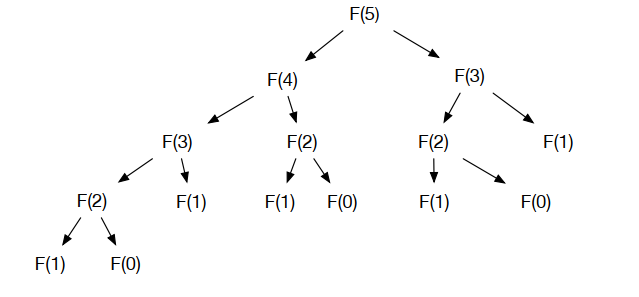 F(5)
F(4) F(3)
F(3) F(2) F(2) F(1)
F(2) F(1) F(1) F(0) F(1) F(0)
F(1) F(0)